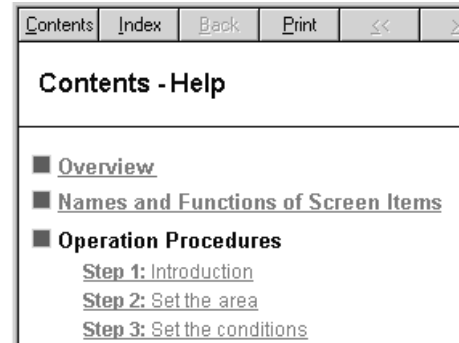 Contents Index Back Print <<
Contents - Help
Overview
Names and Functions of Screen Items
Operation Procedures
Step 1: Introduction
Step 2: Set the area
Step 3: Set the conditions